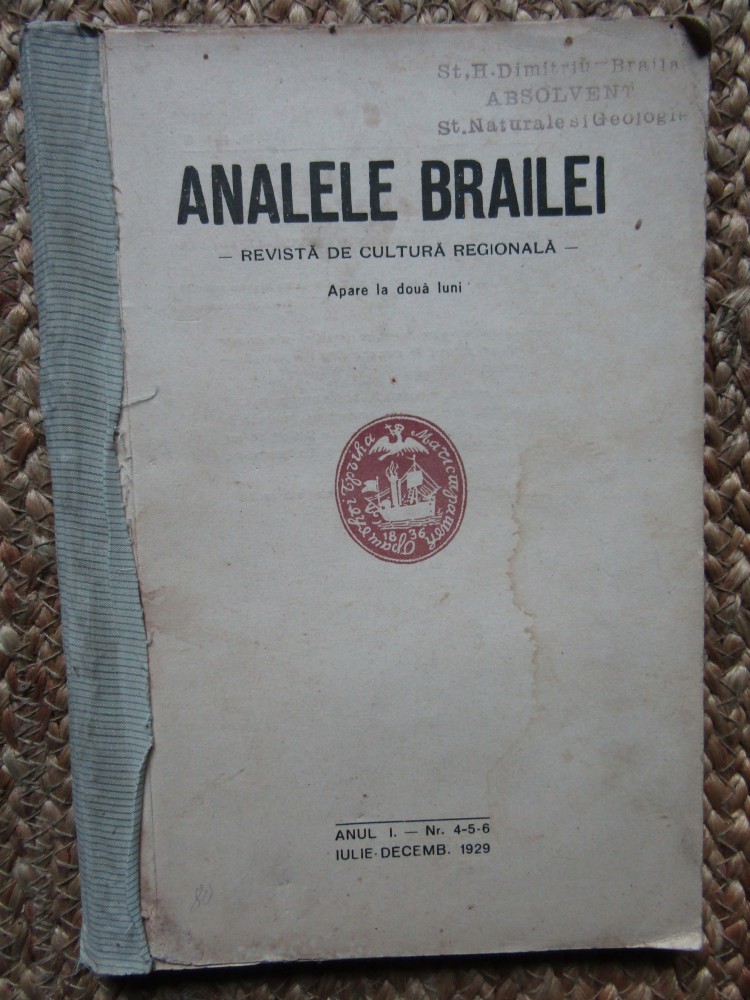 St. H. Dimitriu - Braila
ABSOLVENT
St. Naturale si Geologie
ANALELE BRAILEI
— REVISTĂ DE CULTURĂ REGIONALĂ —
Apare la două luni
1836
ANUL I. — Nr. 4-5-6
IULIE-DECEMB. 1929